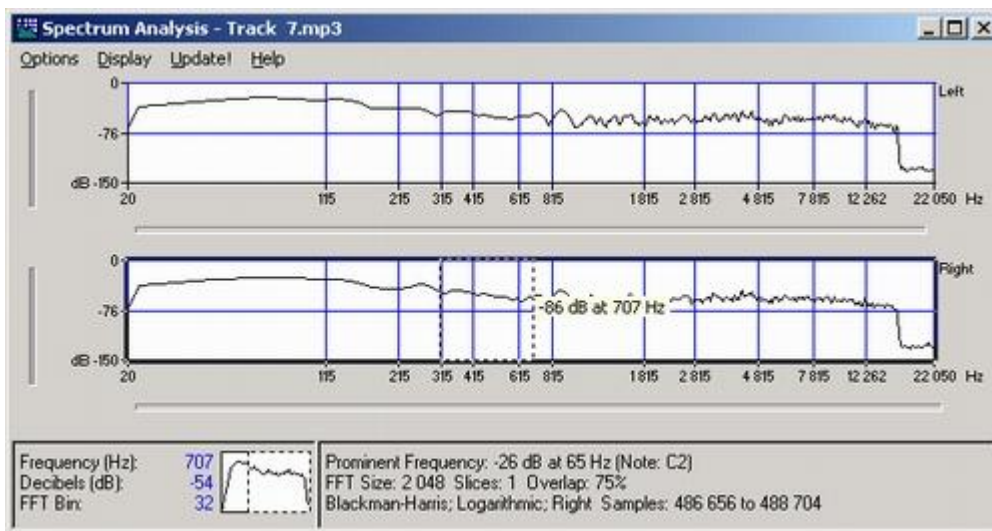 Spectrum Analysis - Track 7.mp3
Options Display Update! Help
0
Left
-76
dB -150
20 115 215 315 415 615 815 1 815 2 815 4 815 7 815 12 262 22 050 Hz
0
Right
-76
-86 dB at 707 Hz
dB -150
20 115 215 315 415 615 815 1 815 2 815 4 815 7 815 12 262 22 050 Hz
Frequency (Hz): 707
Decibels (dB): -54
FFT Bin: 32
Prominent Frequency: -26 dB at 65 Hz (Note: C2)
FFT Size: 2 048 Slices: 1 Overlap: 75%
Blackman-Harris; Logarithmic; Right Samples: 486 656 to 488 704